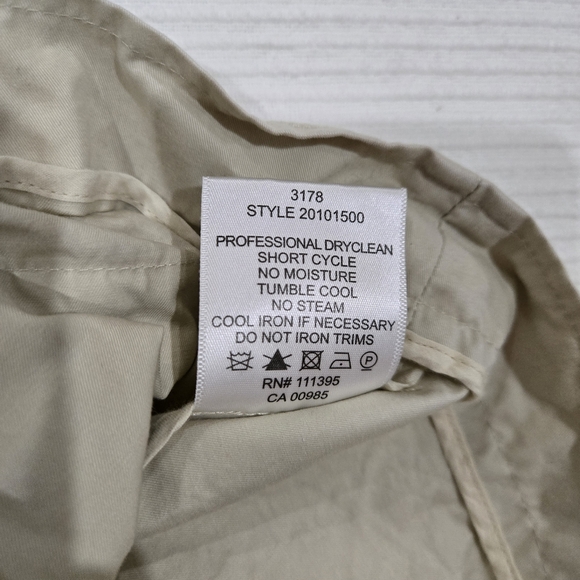 3178
STYLE 20101500
PROFESSIONAL DRYCLEAN
SHORT CYCLE
NO MOISTURE
TUMBLE COOL
NO STEAM
COOL IRON IF NECESSARY
DO NOT IRON TRIMS
P
RN# 111395
CA 00985